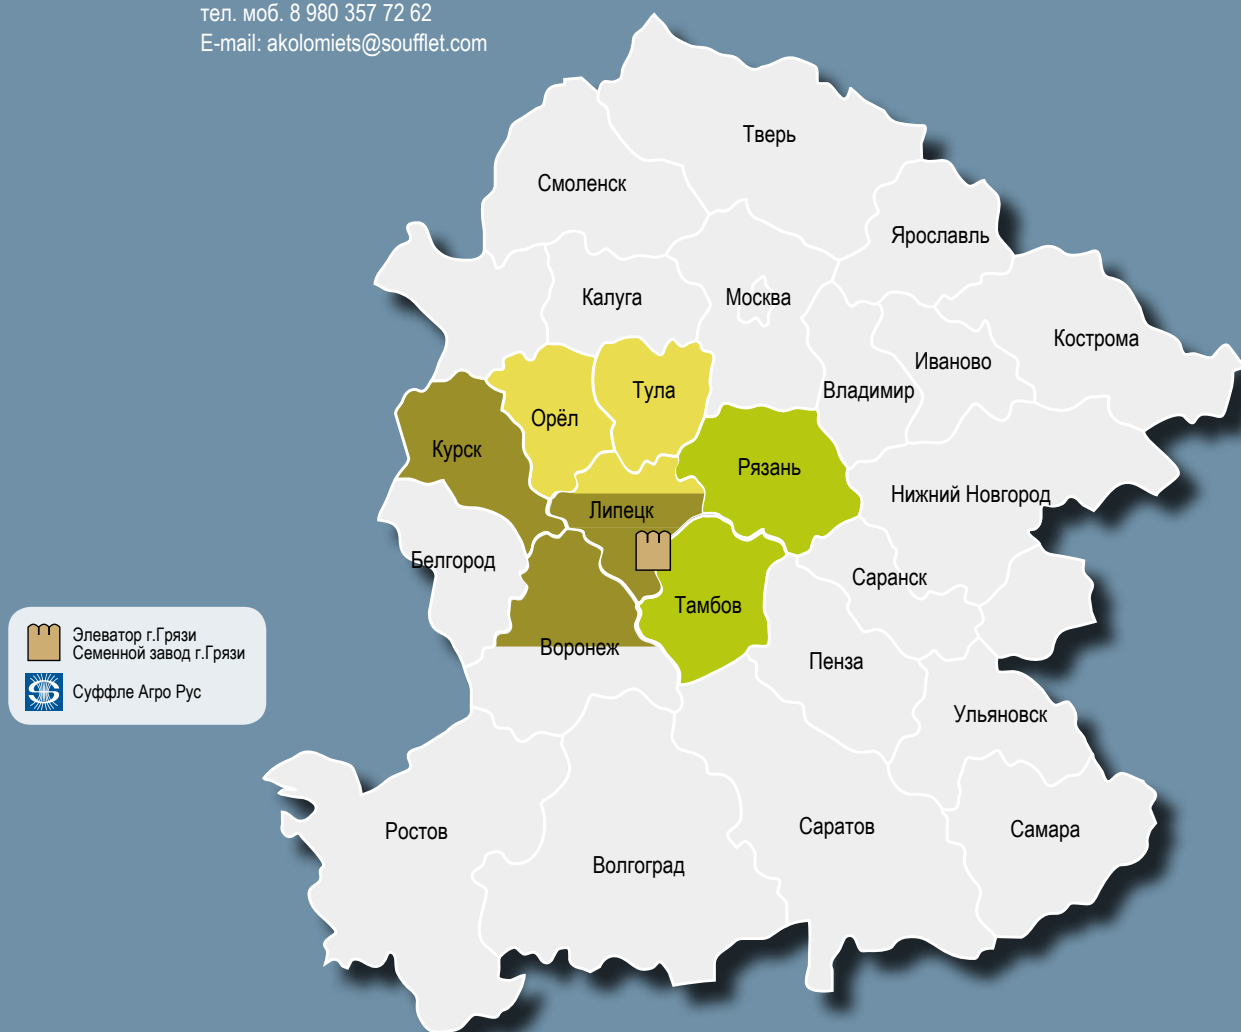 тел. моб. 8 980 357 72 62
E-mail: akolomiets@soufflet.com
Тверь
Смоленск
Ярославль
Калуга
Москва
Кострома
Иваново
Тула
Владимир
Орёл
Курск
Рязань
Нижний Новгород
Липецк
Белгород
Саранск
Тамбов
Элеватор г.Грязи
Семенной завод г.Грязи
Суффле Агро Рус
Воронеж
Пенза
Ульяновск
Ростов
Саратов
Самара
Волгоград